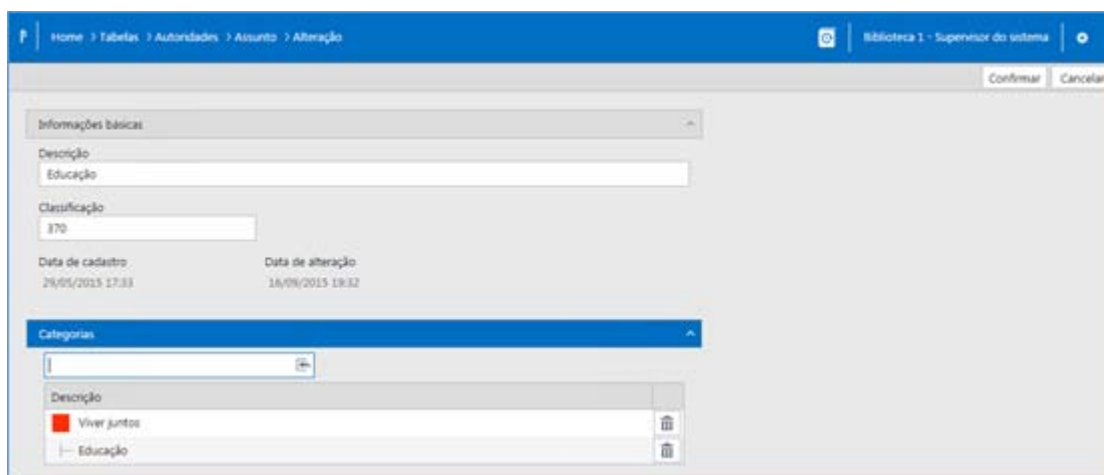 Home > Tabelas > Autoridades > Assunto > Alteração
Biblioteca 1 - Supervisor do sistema
Confirmar Cancelar
Informações básicas
Descrição
Educação
Classificação
370
Data de cadastro Data de alteração
29/05/2015 17:33 16/09/2015 19:32
Categorias
Descrição
Viver juntos
Educação